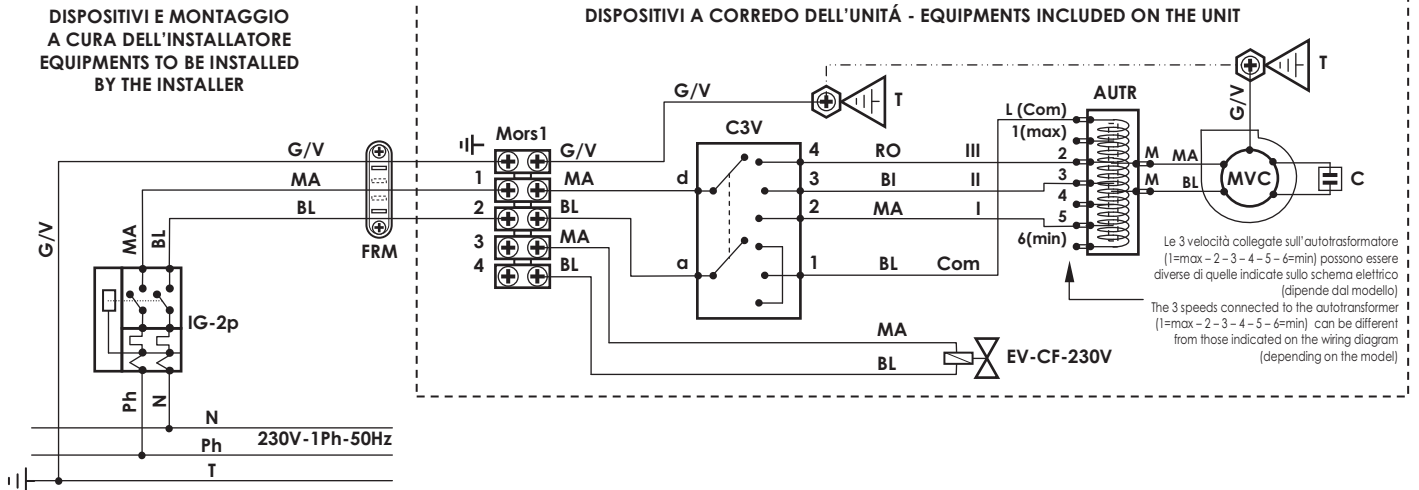 DISPOSITIVI E MONTAGGIO
A CURA DELL'INSTALLATORE
EQUIPMENTS TO BE INSTALLED
BY THE INSTALLER
DISPOSITIVI A CORREDO DELL'UNITÁ - EQUIPMENTS INCLUDED ON THE UNIT
G/V
T
T
G/V
AUTR
L (Com)
1(max)
2
3
4
5
6(min)
Mors1
C3V
G/V
G/V
1
MA
MA
d
2
BL
BL
3
MA
4
BL
a
4
RO
III
3
BI
II
2
MA
I
1
BL
Com
M
MA
M
BL
MVC
C
FRM
G/V
MA
BL
IG-2p
Ph
N
MA
BL
EV-CF-230V
Le 3 velocità collegate sull'autotrasformatore
(1=max – 2 – 3 – 4 – 5 – 6=min) possono essere
diverse di quelle indicate sullo schema elettrico
(dipende dal modello)
The 3 speeds connected to the autotransformer
(1=max – 2 – 3 – 4 – 5 – 6=min) can be different
from those indicated on the wiring diagram
(depending on the model)
N
230V-1Ph-50Hz
Ph
T